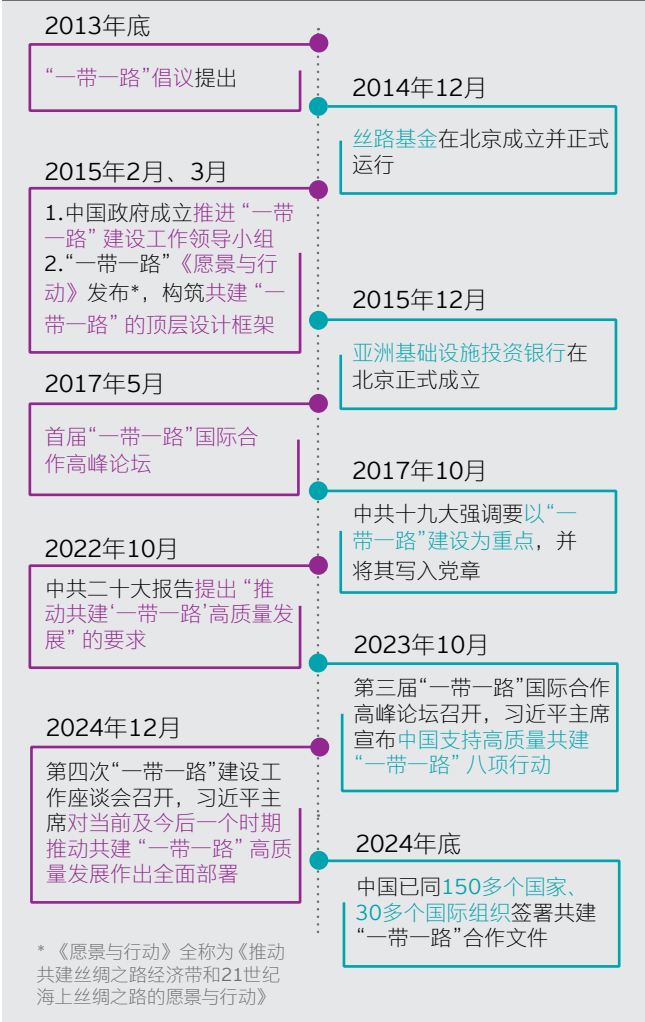 2013年底
“一带一路”倡议提出
2014年12月
丝路基金在北京成立并正式
运行
2015年2月、3月
1.中国政府成立推进 “一带
一路” 建设工作领导小组
2.“一带一路”《愿景与行
动》发布*，构筑共建 “一
带一路” 的顶层设计框架
2015年12月
亚洲基础设施投资银行在
北京正式成立
2017年5月
首届“一带一路”国际合
作高峰论坛
2017年10月
中共十九大强调要以“一
带一路”建设为重点，并
将其写入党章
2022年10月
中共二十大报告提出 “推
动共建‘一带一路’高质量发
展” 的要求
2023年10月
第三届“一带一路”国际合作
高峰论坛召开，习近平主席
宣布中国支持高质量共建
“一带一路” 八项行动
2024年12月
第四次“一带一路”建设工
作座谈会召开，习近平主
席对当前及今后一个时期
推动共建 “一带一路” 高质
量发展作出全面部署
2024年底
中国已同150多个国家、
30多个国际组织签署共建
“一带一路”合作文件
* 《愿景与行动》全称为《推动
共建丝绸之路经济带和21世纪
海上丝绸之路的愿景与行动》